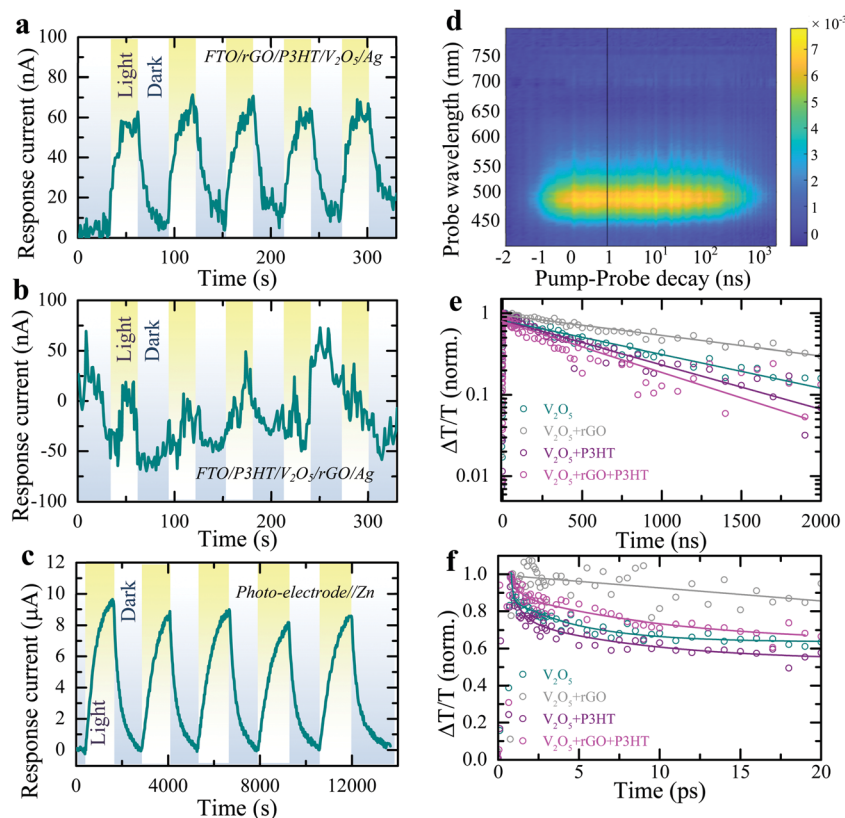 a
Response current (nA)
100
80
60
40
20
0
Light
Dark
FTO/rGO/P3HT/V₂O₅/Ag
0 100 200 300
Time (s)
b
Response current (nA)
100
75
50
25
0
-25
-50
-75
-100
Light
Dark
FTO/P3HT/V₂O₅/rGO/Ag
0 100 200 300
Time (s)
c
Response current (μA)
12
10
8
6
4
2
0
Light
Dark
Photo-electrode//Zn
0 4000 8000 12000
Time (s)
d
Probe wavelength (nm)
750
700
650
600
550
500
450
-2 -1 0 1 10¹ 10² 10³
Pump-Probe decay (ns)
× 10⁻³
7
6
5
4
3
2
1
0
e
ΔT/T (norm.)
1
0.1
0.01
V₂O₅
V₂O₅+rGO
V₂O₅+P3HT
V₂O₅+rGO+P3HT
0 500 1000 1500 2000
Time (ns)
f
ΔT/T (norm.)
1.0
0.8
0.6
0.4
0.2
0.0
V₂O₅
V₂O₅+rGO
V₂O₅+P3HT
V₂O₅+rGO+P3HT
0 5 10 15 20
Time (ps)